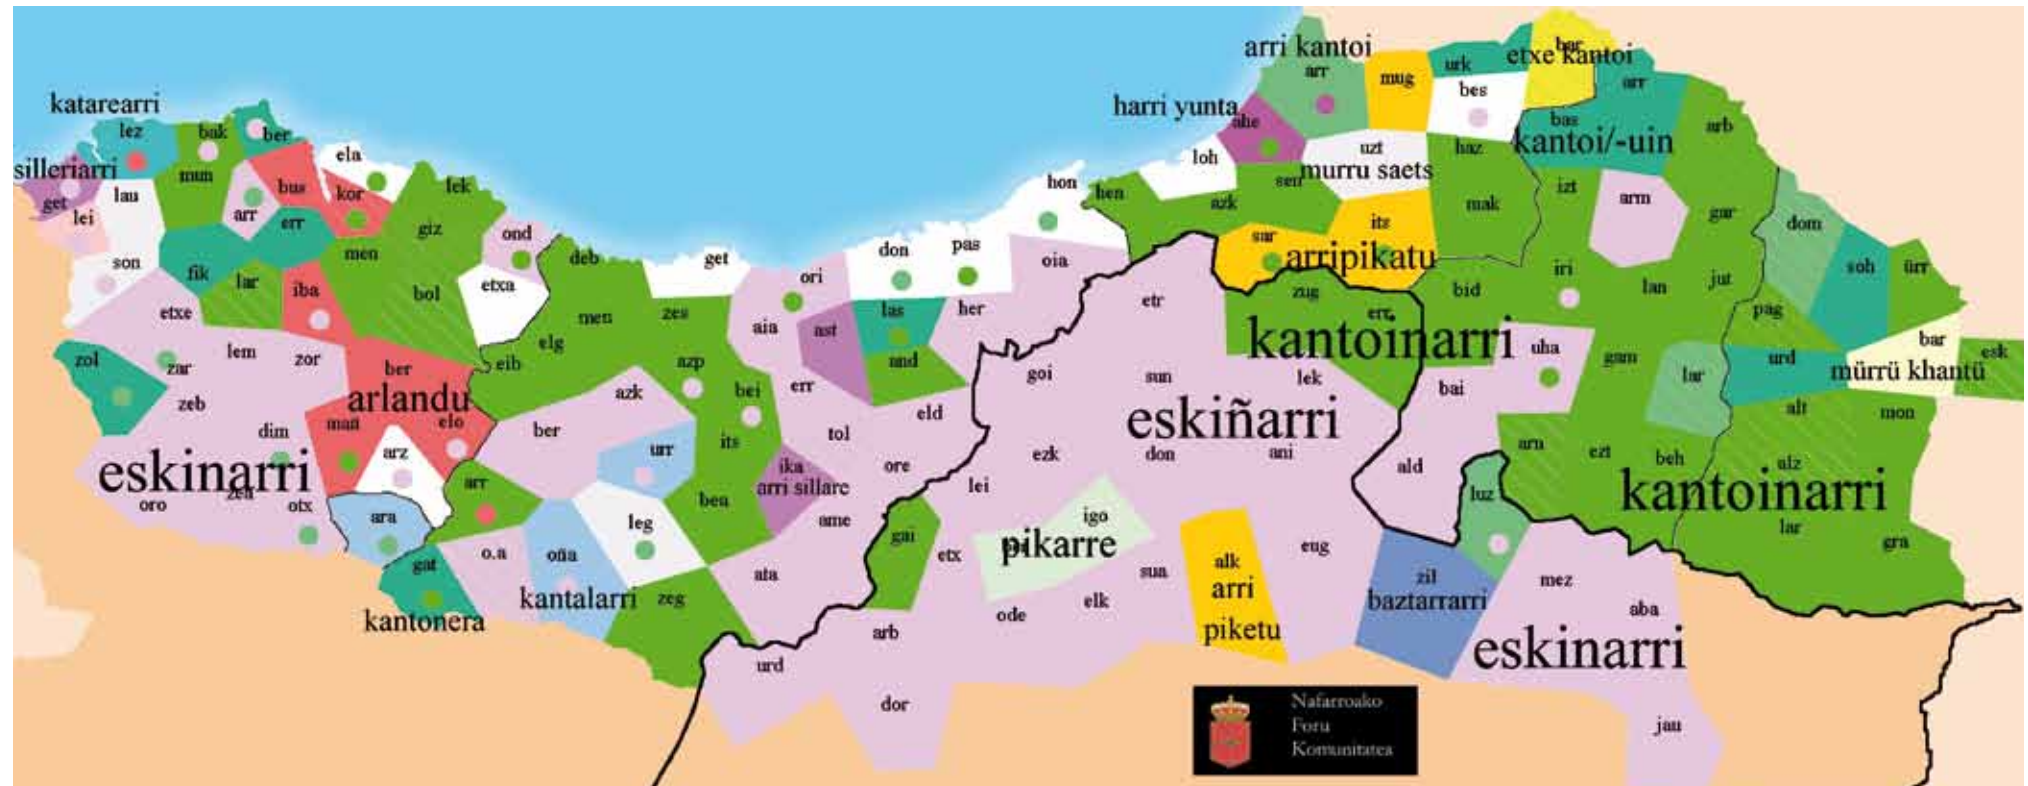 katarearri
lez
bak
ber
silleriarri
ela
mun
bus
kor
lek
get
lei
lau
arr
err
giz
ond
men
son
fik
lar
iba
bol
etxa
etxe
zol
zar
lem
zor
ber
arlandu
zeb
man
elo
dim
arz
eskinarri
oro
zea
otx
ara
deb
get
ori
don
pas
hon
oia
men
zes
aia
ast
las
her
elg
eib
azp
bei
err
and
azk
eld
ber
urr
its
tol
ika
arri sillare
ore
arr
leg
bea
ame
gat
o.a
oña
ata
kantalarri
zeg
kantonera
urd
arri kantoi
arr
mug
urk
etxe kantoi
bar
harri yunta
ahe
bes
arr
bas
kantoi/-uin
arb
loh
uzt
murru saets
haz
hen
sen
azk
mak
izt
arm
gar
sar
its
arripikatu
dom
soh
ürr
etr
zug
err
kantoinarri
bid
iri
lan
jut
pag
goi
sun
lek
uha
gam
urd
bar
esk
mürrü khantü
bai
lar
alt
mon
eskiñarri
ezk
don
ani
ald
arn
ezt
beh
alz
kantoinarri
lei
luz
lar
gra
gai
etx
igo
pikarre
sua
alk
arri
piketu
eug
zil
baztarrarri
mez
aba
eskinarri
ode
elk
arb
dor
jau
Nafarroako
Foru
Komunitatea